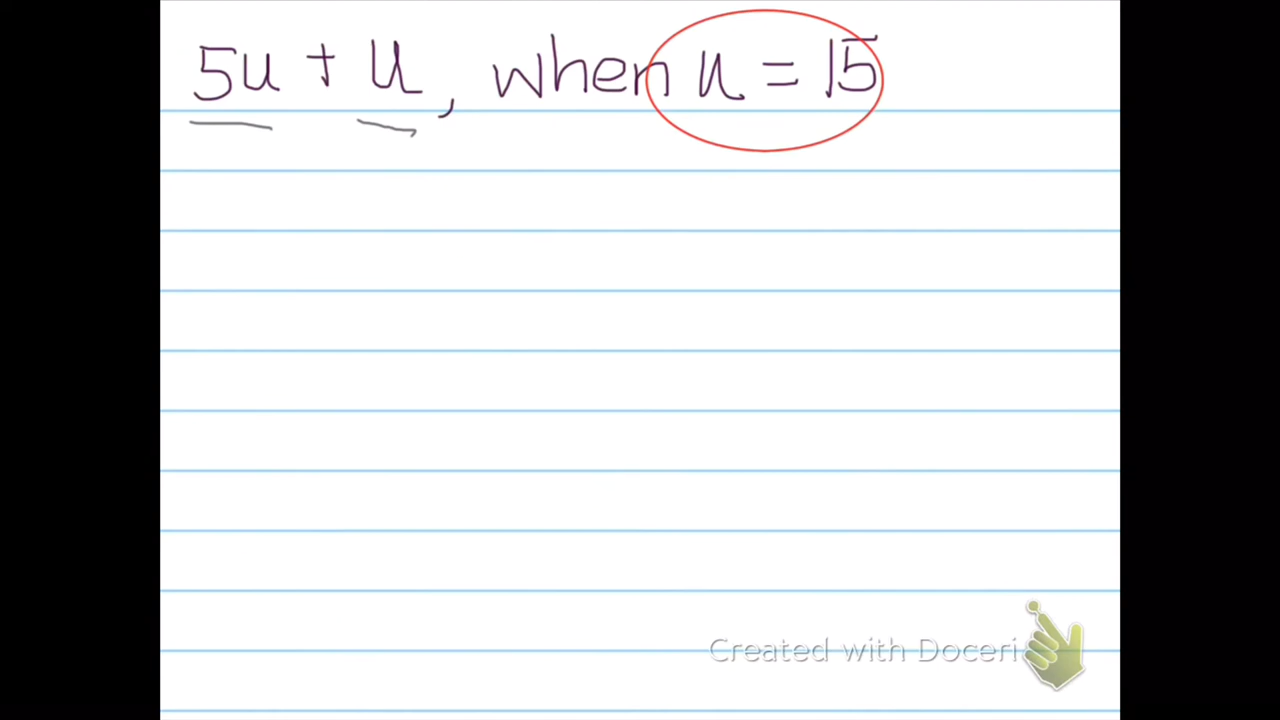 5u + u, when u = 15
Created with Doceri